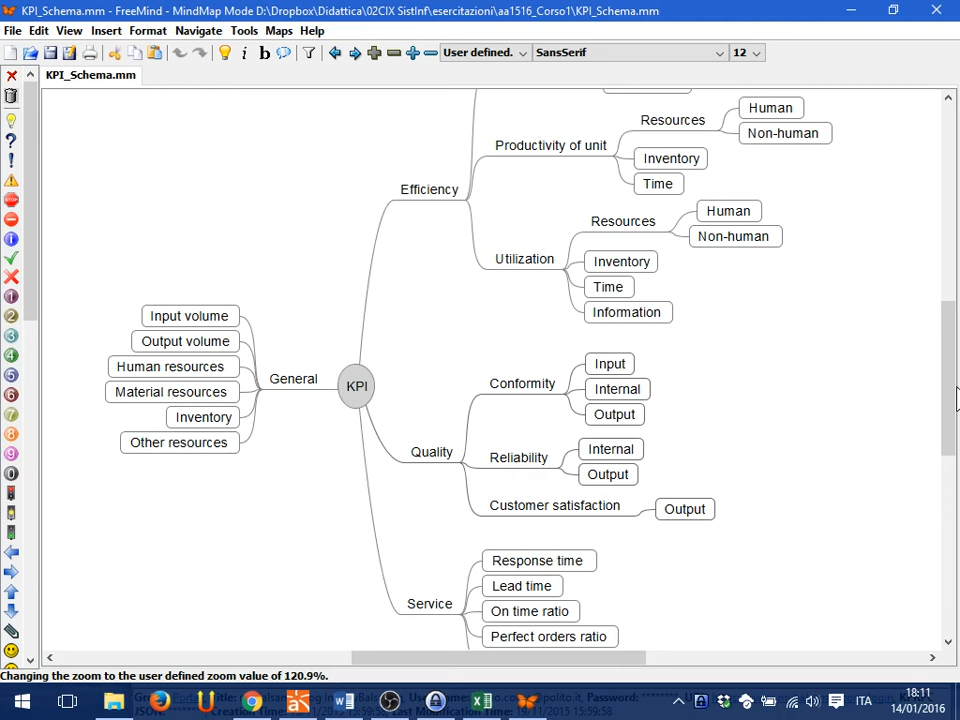 KPI_Schema.mm - FreeMind - MindMap Mode D:\Dropbox\Didattica\02CIX SistInf\esercitazioni\aa1516_Corso1\KPI_Schema.mm
File Edit View Insert Format Navigate Tools Maps Help
User defined. SansSerif 12
KPI_Schema.mm
Human
Resources
Non-human
Productivity of unit
Inventory
Time
Efficiency
Human
Resources
Non-human
Utilization
Inventory
Time
Information
Input volume
Output volume
Human resources
Material resources
Inventory
Other resources
General
KPI
Input
Conformity
Internal
Output
Quality
Internal
Reliability
Output
Customer satisfaction
Output
Response time
Lead time
Service
On time ratio
Perfect orders ratio
Changing the zoom to the user defined zoom value of 120.9%.
ITA
18:11
14/01/2016